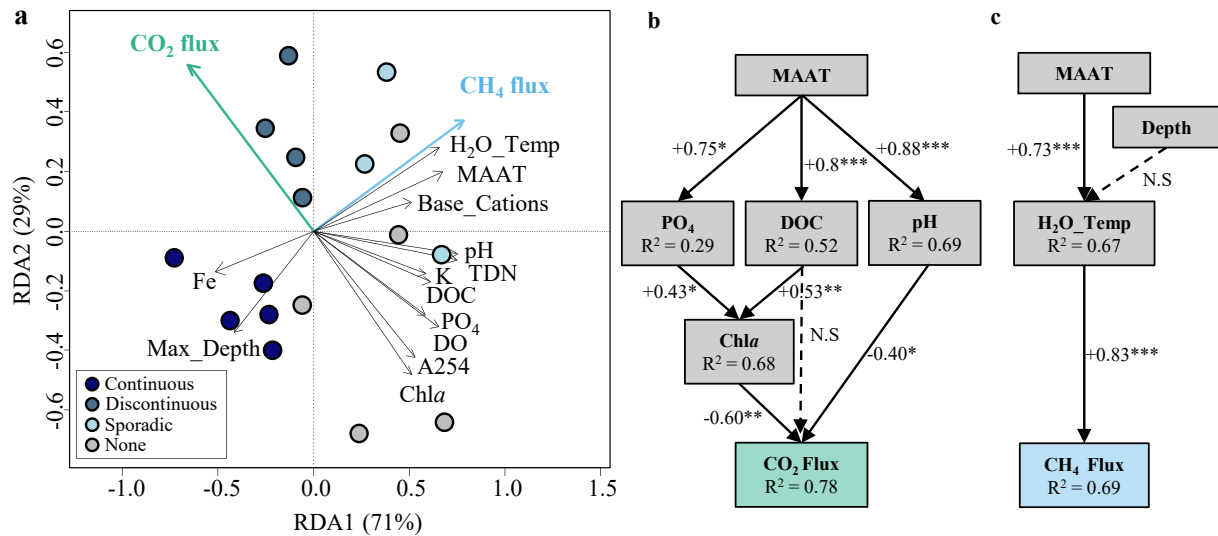 a
CO₂ flux
CH₄ flux
H₂O_Temp
MAAT
Base_Cations
pH
TDN
K
DOC
PO₄
DO
A254
Chla
Fe
Max_Depth
Continuous
Discontinuous
Sporadic
None
0.6
0.4
0.2
0.0
-0.2
-0.4
-0.6
RDA2 (29%)
-1.0 -0.5 0.0 0.5 1.0 1.5
RDA1 (71%)
b
MAAT
+0.75* +0.8*** +0.88***
PO₄
R² = 0.29
DOC
R² = 0.52
pH
R² = 0.69
+0.43* +0.53**
N.S
Chla
R² = 0.68
-0.40*
-0.60**
CO₂ Flux
R² = 0.78
c
MAAT
Depth
+0.73***
N.S
H₂O_Temp
R² = 0.67
+0.83***
CH₄ Flux
R² = 0.69